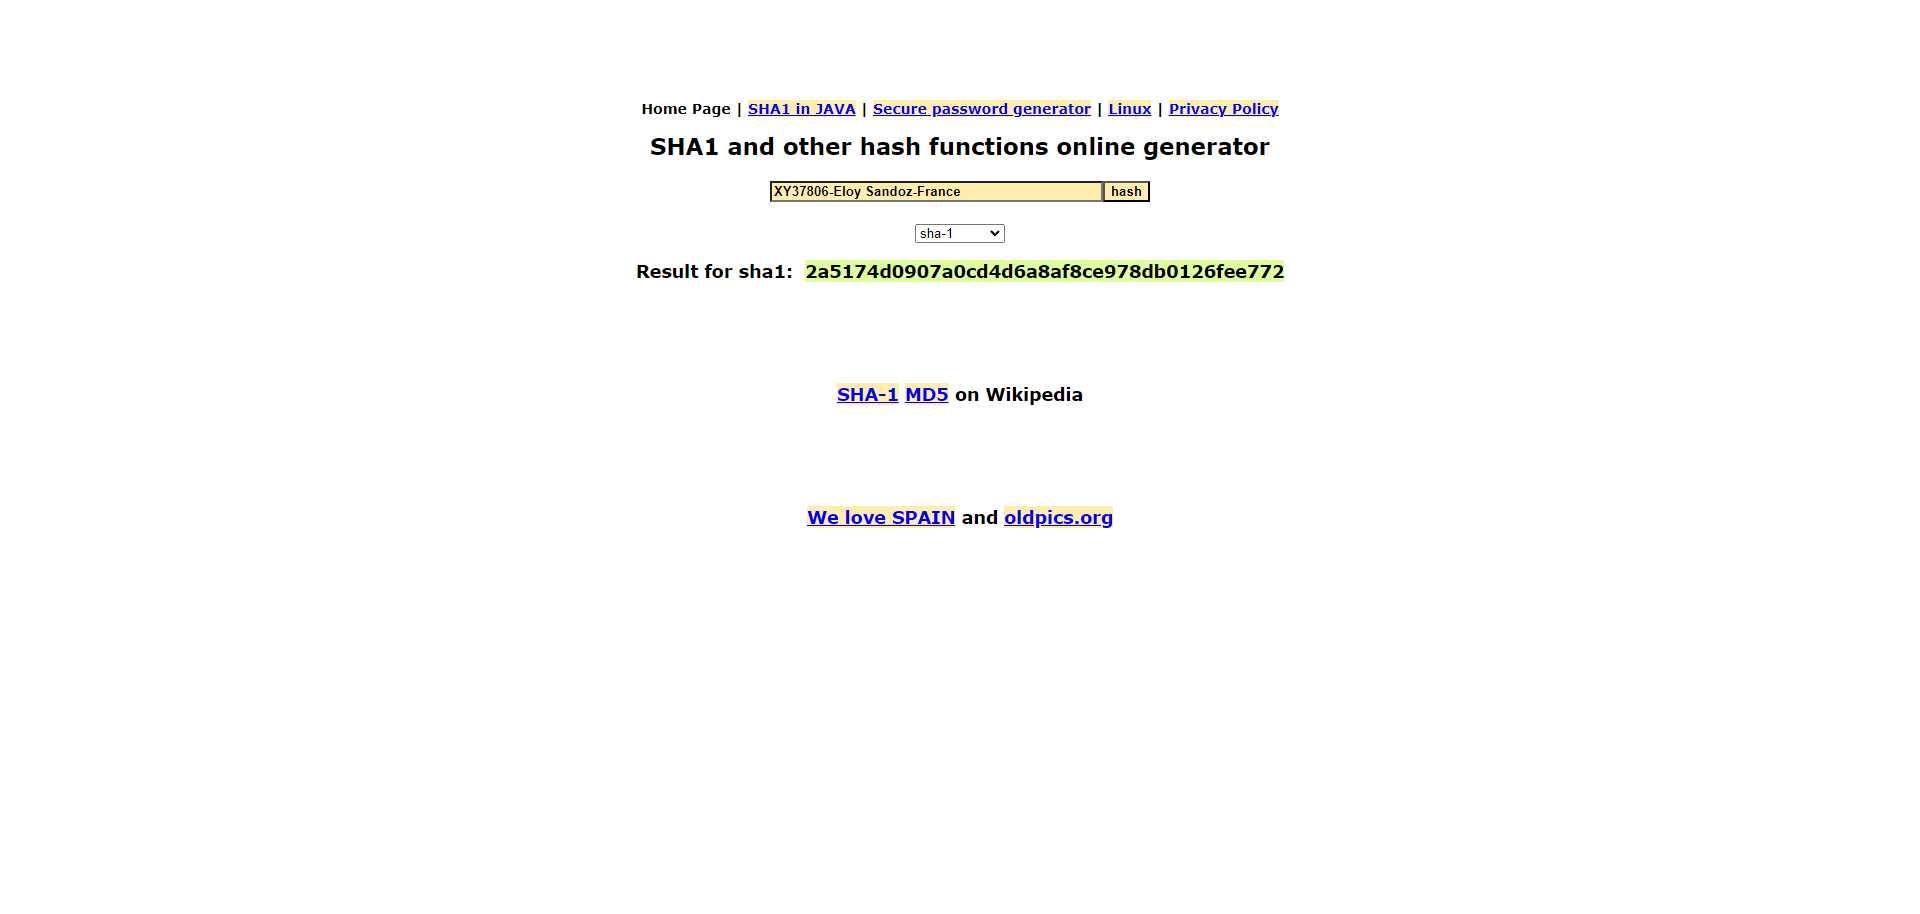 Home Page | SHA1 in JAVA | Secure password generator | Linux | Privacy Policy
SHA1 and other hash functions online generator
XY37806-Eloy Sandoz-France hash
sha-1
Result for sha1: 2a5174d0907a0cd4d6a8af8ce978db0126fee772
SHA-1 MD5 on Wikipedia
We love SPAIN and oldpics.org